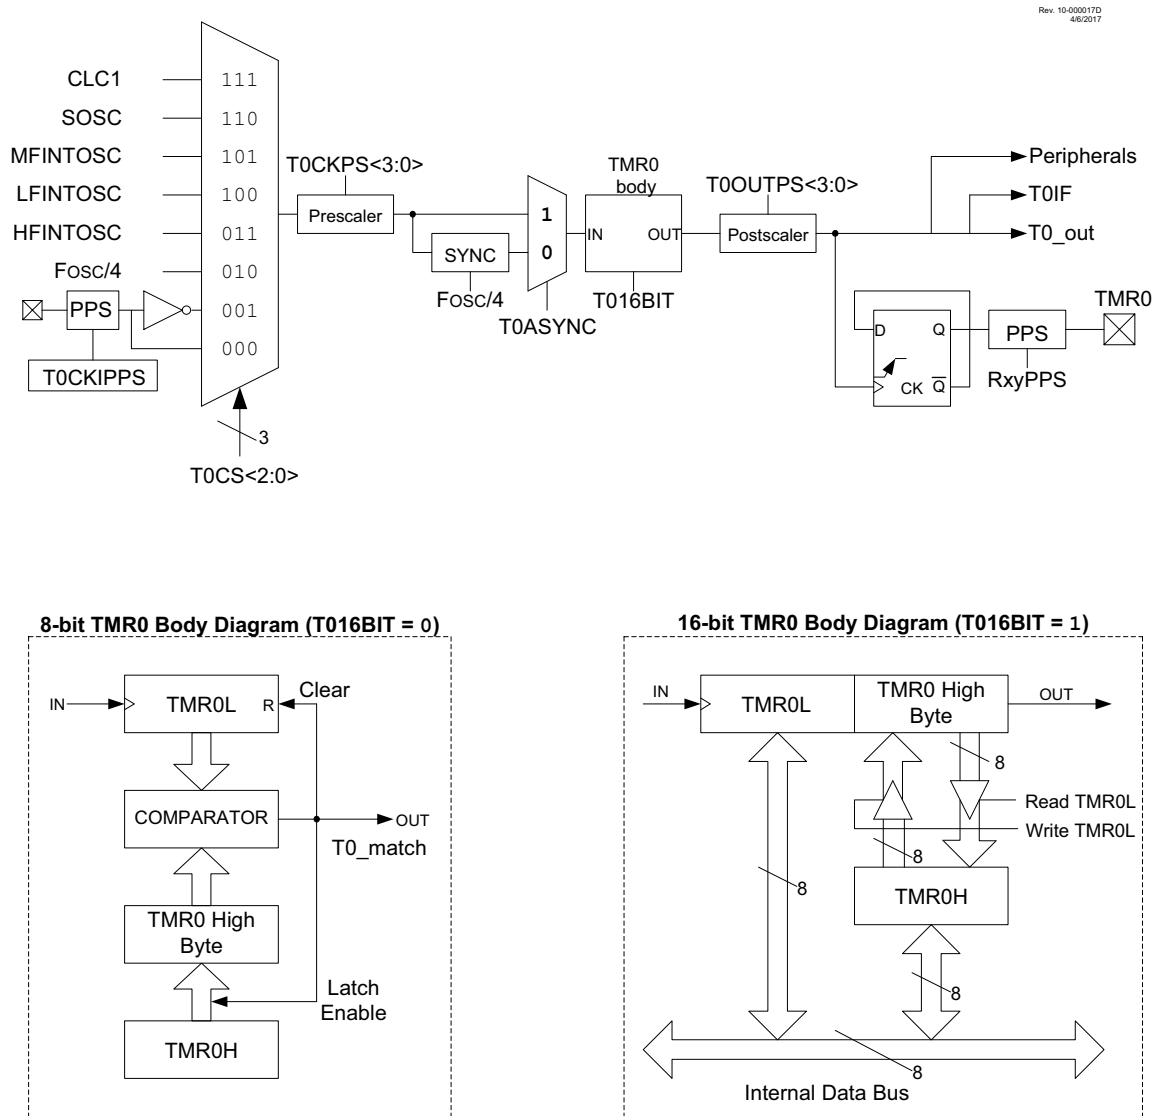 Rev. 10-000017D
4/6/2017
CLC1
111
SOSC
110
MFINTOSC
101
T0CKPS<3:0>
TMR0
body
T0OUTPS<3:0>
Peripherals
LFINTOSC
100
T0IF
Prescaler
1
HFINTOSC
011
IN
OUT
Postscaler
T0_out
SYNC
0
FOSC/4
010
FOSC/4
T016BIT
TMR0
PPS
001
T0ASYNC
D
Q
PPS
000
T0CKIPPS
CK
Q
RxyPPS
3
T0CS<2:0>
8-bit TMR0 Body Diagram (T016BIT = 0)
IN
TMR0L
R
Clear
COMPARATOR
OUT
T0_match
TMR0 High
Byte
Latch
Enable
TMR0H
16-bit TMR0 Body Diagram (T016BIT = 1)
IN
TMR0L
TMR0 High
Byte
OUT
8
Read TMR0L
Write TMR0L
8
8
TMR0H
8
8
Internal Data Bus